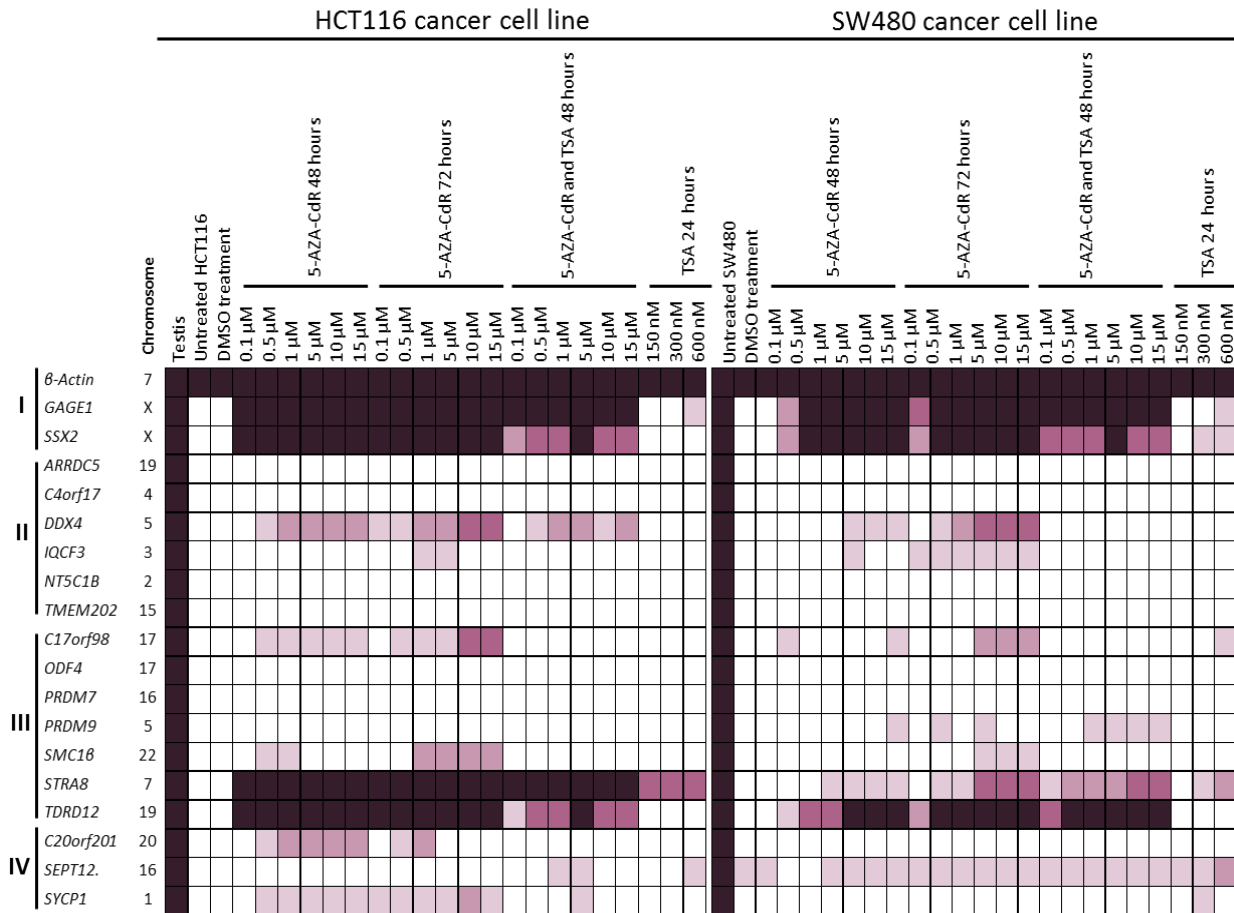 HCT116 cancer cell line
SW480 cancer cell line
5-AZA-CdR 48 hours
5-AZA-CdR 72 hours
5-AZA-CdR and TSA 48 hours
TSA 24 hours
5-AZA-CdR 48 hours
5-AZA-CdR 72 hours
5-AZA-CdR and TSA 48 hours
TSA 24 hours
Chromosome
Testis
Untreated HCT116
DMSO treatment
0.1 µM
0.5 µM
1 µM
5 µM
10 µM
15 µM
0.1 µM
0.5 µM
1 µM
5 µM
10 µM
15 µM
0.1 µM
0.5 µM
1 µM
5 µM
10 µM
15 µM
150 nM
300 nM
600 nM
Untreated SW480
DMSO treatment
0.1 µM
0.5 µM
1 µM
5 µM
10 µM
15 µM
0.1 µM
0.5 µM
1 µM
5 µM
10 µM
15 µM
0.1 µM
0.5 µM
1 µM
5 µM
10 µM
15 µM
150 nM
300 nM
600 nM
I
β-Actin 7
GAGE1 X
SSX2 X
II
ARRDC5 19
C4orf17 4
DDX4 5
IQCF3 3
NT5C1B 2
TMEM202 15
III
C17orf98 17
ODF4 17
PRDM7 16
PRDM9 5
SMC1β 22
STRA8 7
TDRD12 19
IV
C20orf201 20
SEPT12. 16
SYCP1 1